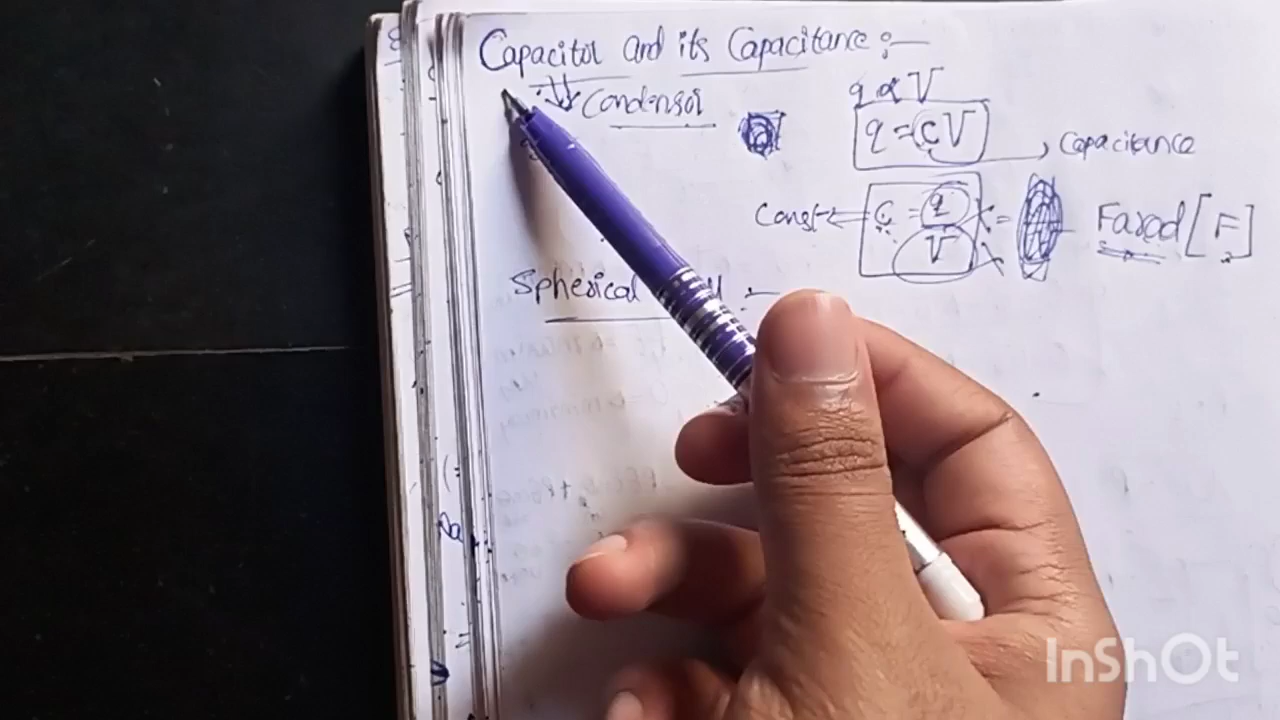 Capacitor and its Capacitance :-
Condensor
q α V
q = CV
Capacitance
Const
C = q / V
=
Farad [F]
Spherical
:-
InShOt